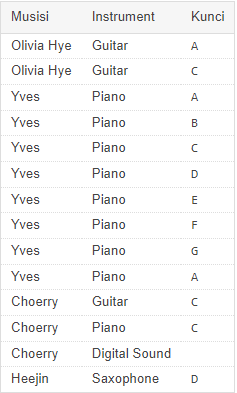 Musisi Instrument Kunci
Olivia Hye Guitar A
Olivia Hye Guitar C
Yves Piano A
Yves Piano B
Yves Piano C
Yves Piano D
Yves Piano E
Yves Piano F
Yves Piano G
Yves Piano A
Choerry Guitar C
Choerry Piano C
Choerry Digital Sound
Heejin Saxophone D